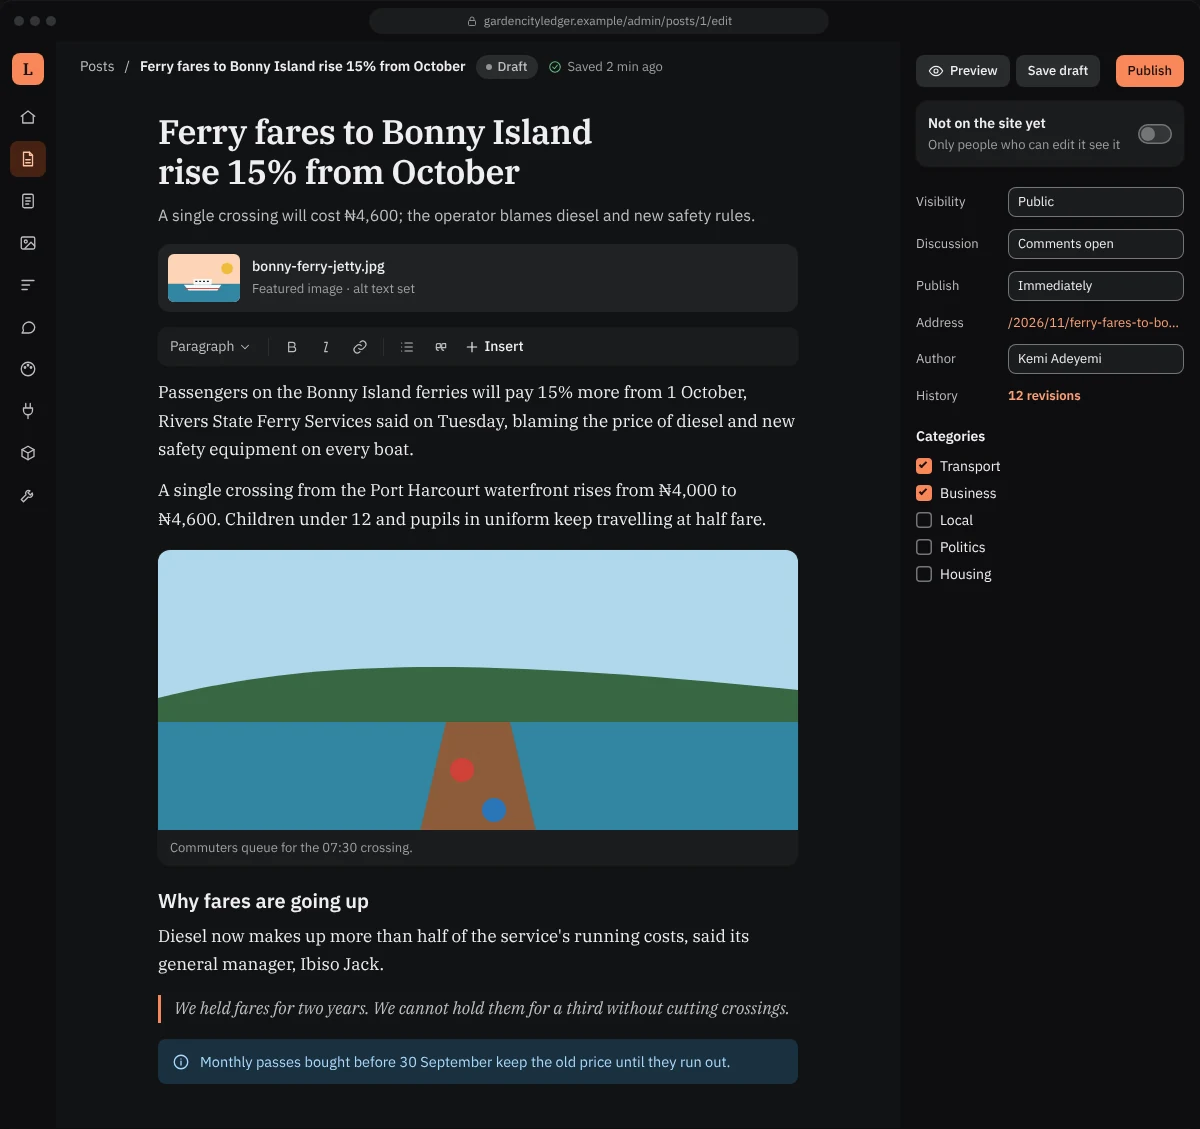 gardencityledger.example/admin/posts/1/edit
L
Posts / Ferry fares to Bonny Island rise 15% from October
Draft
Saved 2 min ago
Preview
Save draft
Publish
Ferry fares to Bonny Island
rise 15% from October
A single crossing will cost ₦4,600; the operator blames diesel and new safety rules.
bonny-ferry-jetty.jpg
Featured image · alt text set
Paragraph
B
I
Insert
Passengers on the Bonny Island ferries will pay 15% more from 1 October,
Rivers State Ferry Services said on Tuesday, blaming the price of diesel and new
safety equipment on every boat.
A single crossing from the Port Harcourt waterfront rises from ₦4,000 to
₦4,600. Children under 12 and pupils in uniform keep travelling at half fare.
Commuters queue for the 07:30 crossing.
Why fares are going up
Diesel now makes up more than half of the service's running costs, said its
general manager, Ibiso Jack.
We held fares for two years. We cannot hold them for a third without cutting crossings.
Monthly passes bought before 30 September keep the old price until they run out.
Not on the site yet
Only people who can edit it see it
Visibility Public
Discussion Comments open
Publish Immediately
Address /2026/11/ferry-fares-to-bo...
Author Kemi Adeyemi
History 12 revisions
Categories
Transport
Business
Local
Politics
Housing